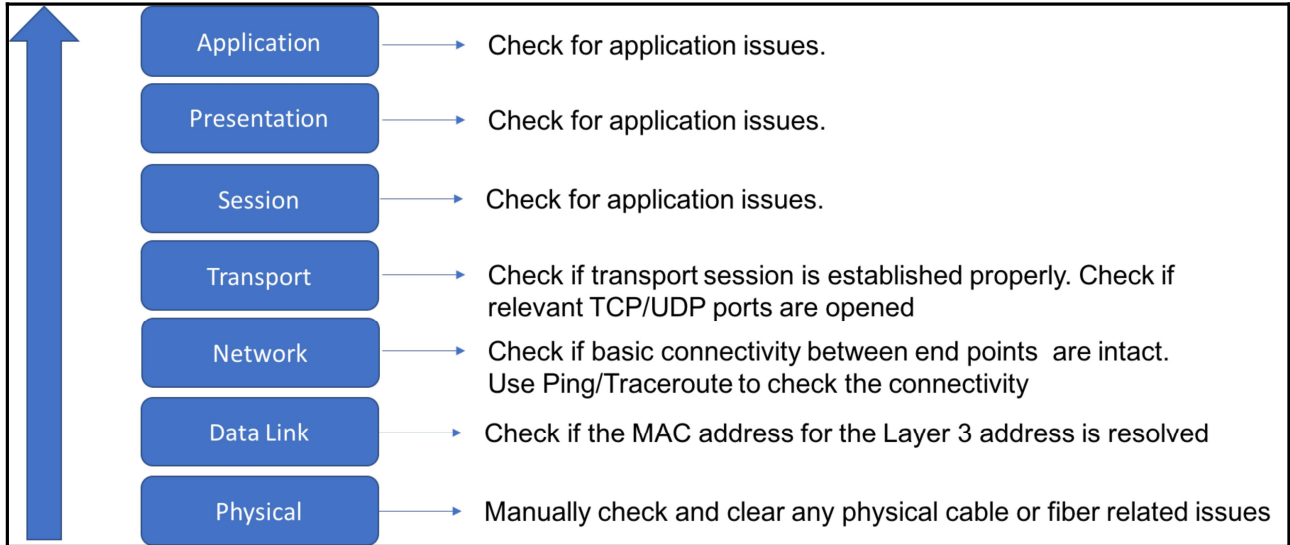 Application
Check for application issues.
Presentation
Check for application issues.
Session
Check for application issues.
Transport
Check if transport session is established properly. Check if
relevant TCP/UDP ports are opened
Network
Check if basic connectivity between end points are intact.
Use Ping/Traceroute to check the connectivity
Data Link
Check if the MAC address for the Layer 3 address is resolved
Physical
Manually check and clear any physical cable or fiber related issues